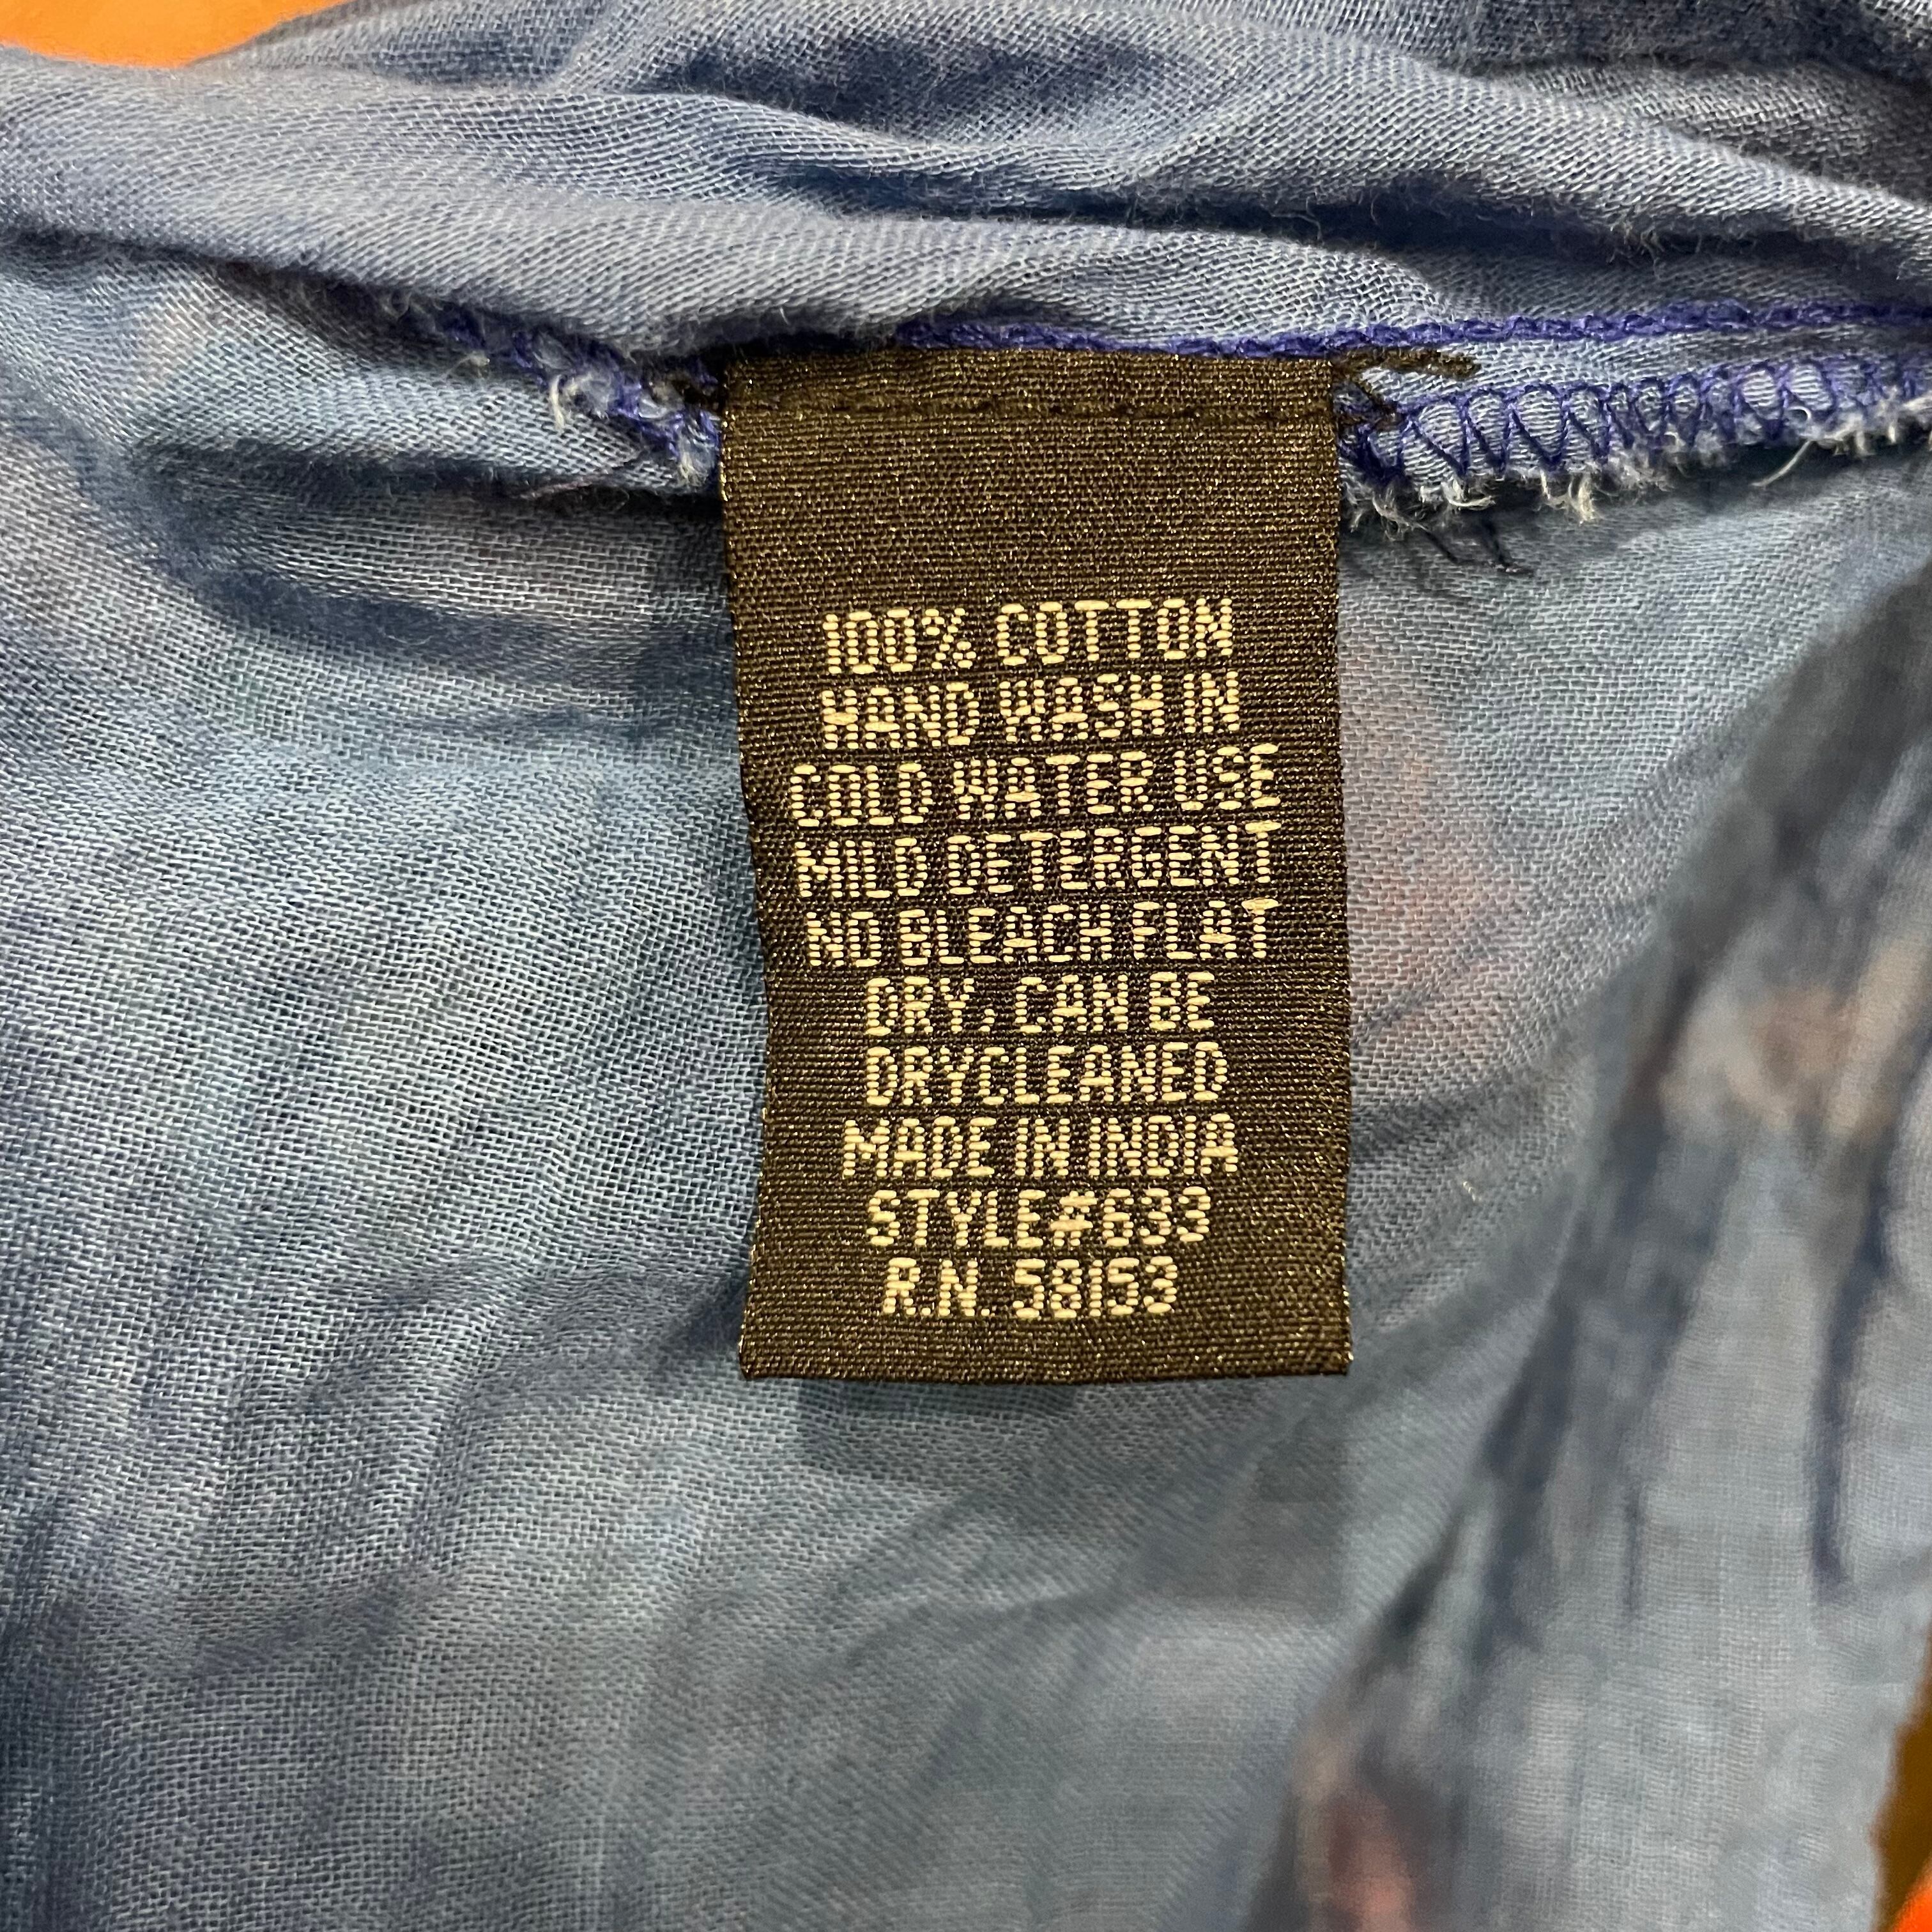 100% COTTON
HAND WASH IN
COLD WATER USE
MILD DETERGENT
NO BLEACH FLAT
DRY, CAN BE
DRYCLEANED
MADE IN INDIA
STYLE#633
R.N. 58153